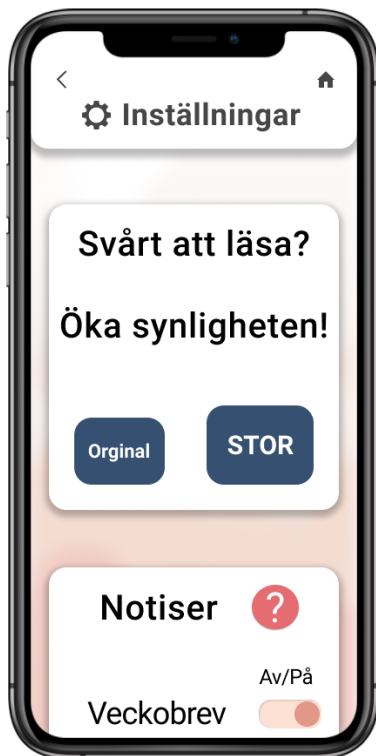 Inställningar
Svårt att läsa?
Öka synligheten!
Orginal
STOR
Notiser ?
Av/På
Veckobrev